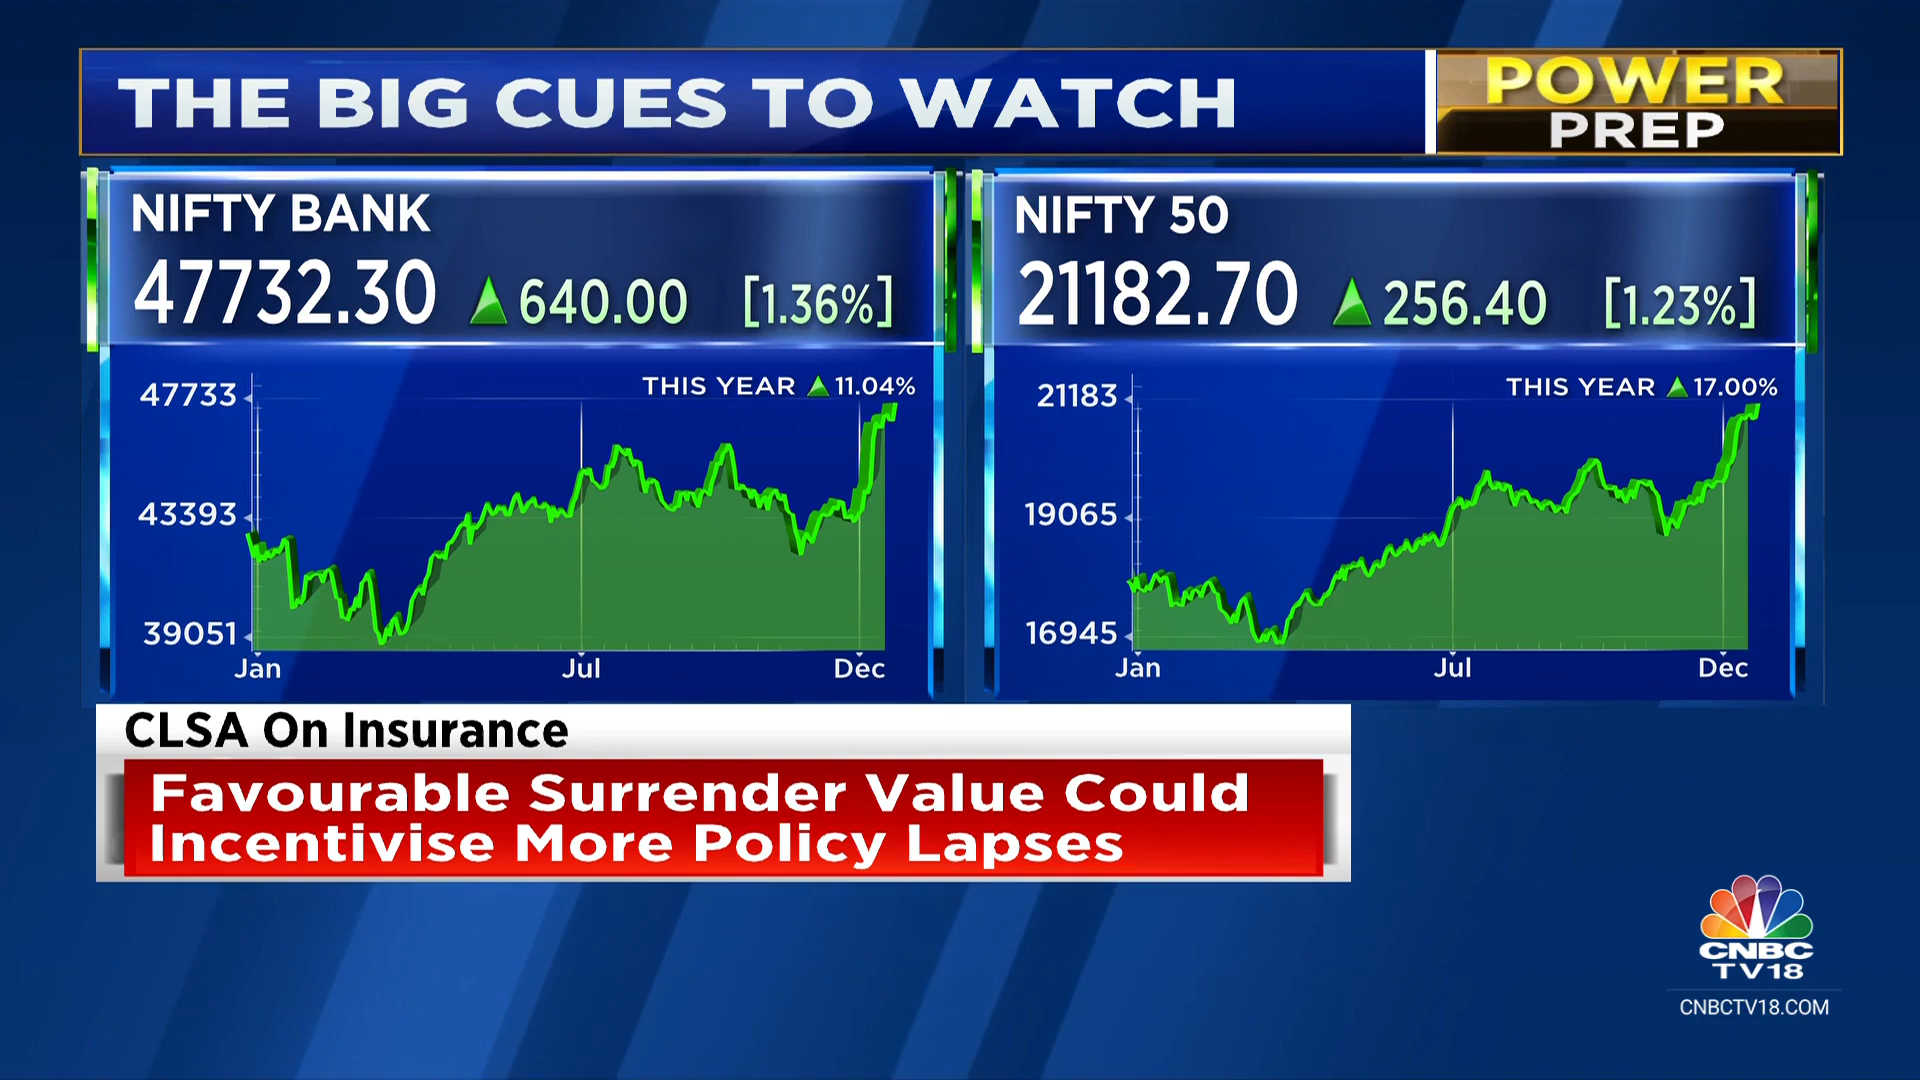 THE BIG CUES TO WATCH
POWER
PREP
NIFTY BANK
47732.30 ▲ 640.00 [1.36%]
THIS YEAR ▲ 11.04%
47733
43393
39051
Jan Jul Dec
NIFTY 50
21182.70 ▲ 256.40 [1.23%]
THIS YEAR ▲ 17.00%
21183
19065
16945
Jan Jul Dec
CLSA On Insurance
Favourable Surrender Value Could
Incentivise More Policy Lapses
CNBC
TV18
CNBCTV18.COM